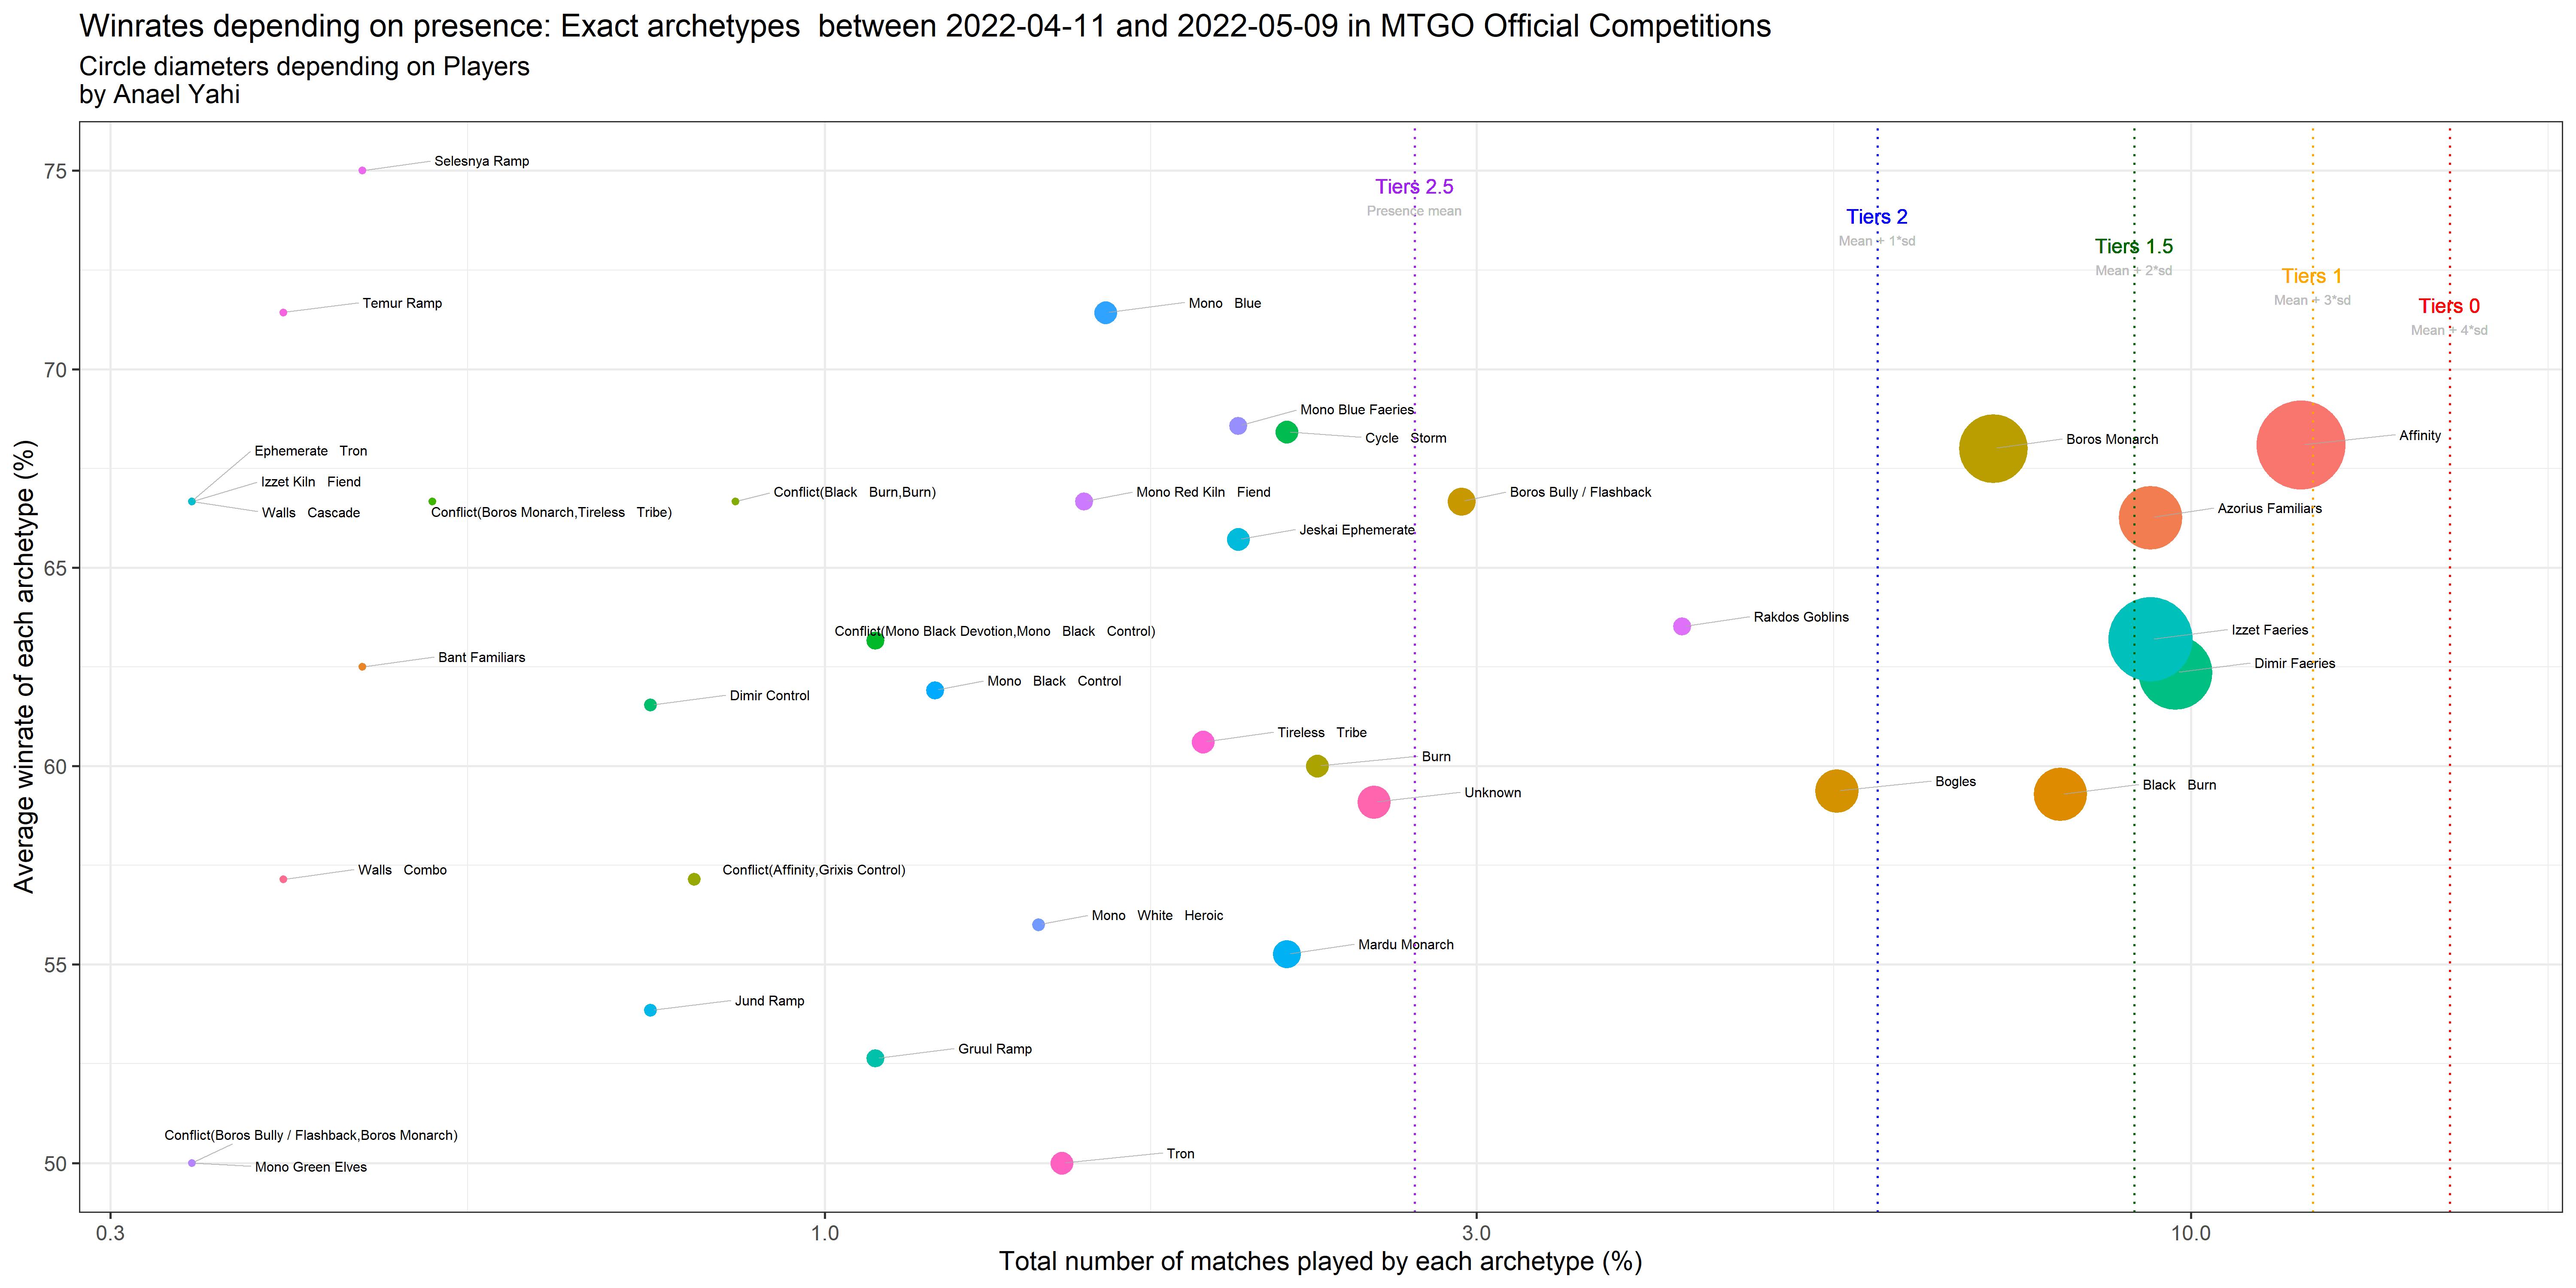 Winrates depending on presence: Exact archetypes  between 2022-04-11 and 2022-05-09 in MTGO Official Competitions
Circle diameters depending on Players
by Anael Yahi
75
70
65
60
55
50
Average winrate of each archetype (%)
Selesnya Ramp
Tiers 2.5
Presence mean
Tiers 2
Mean + 1*sd
Tiers 1.5
Mean + 2*sd
Tiers 1
Mean + 3*sd
Tiers 0
Mean + 4*sd
Temur Ramp
Mono   Blue
Mono Blue Faeries
Cycle   Storm
Boros Monarch
Affinity
Ephemerate   Tron
Izzet Kiln   Fiend
Walls   Cascade
Conflict(Boros Monarch,Tireless   Tribe)
Conflict(Black   Burn,Burn)
Mono Red Kiln   Fiend
Boros Bully / Flashback
Azorius Familiars
Jeskai Ephemerate
Conflict(Mono Black Devotion,Mono   Black   Control)
Rakdos Goblins
Izzet Faeries
Dimir Faeries
Bant Familiars
Mono   Black   Control
Dimir Control
Tireless   Tribe
Burn
Unknown
Bogles
Black   Burn
Walls   Combo
Conflict(Affinity,Grixis Control)
Mono   White   Heroic
Mardu Monarch
Jund Ramp
Gruul Ramp
Conflict(Boros Bully / Flashback,Boros Monarch)
Mono Green Elves
Tron
0.3
1.0
3.0
10.0
Total number of matches played by each archetype (%)